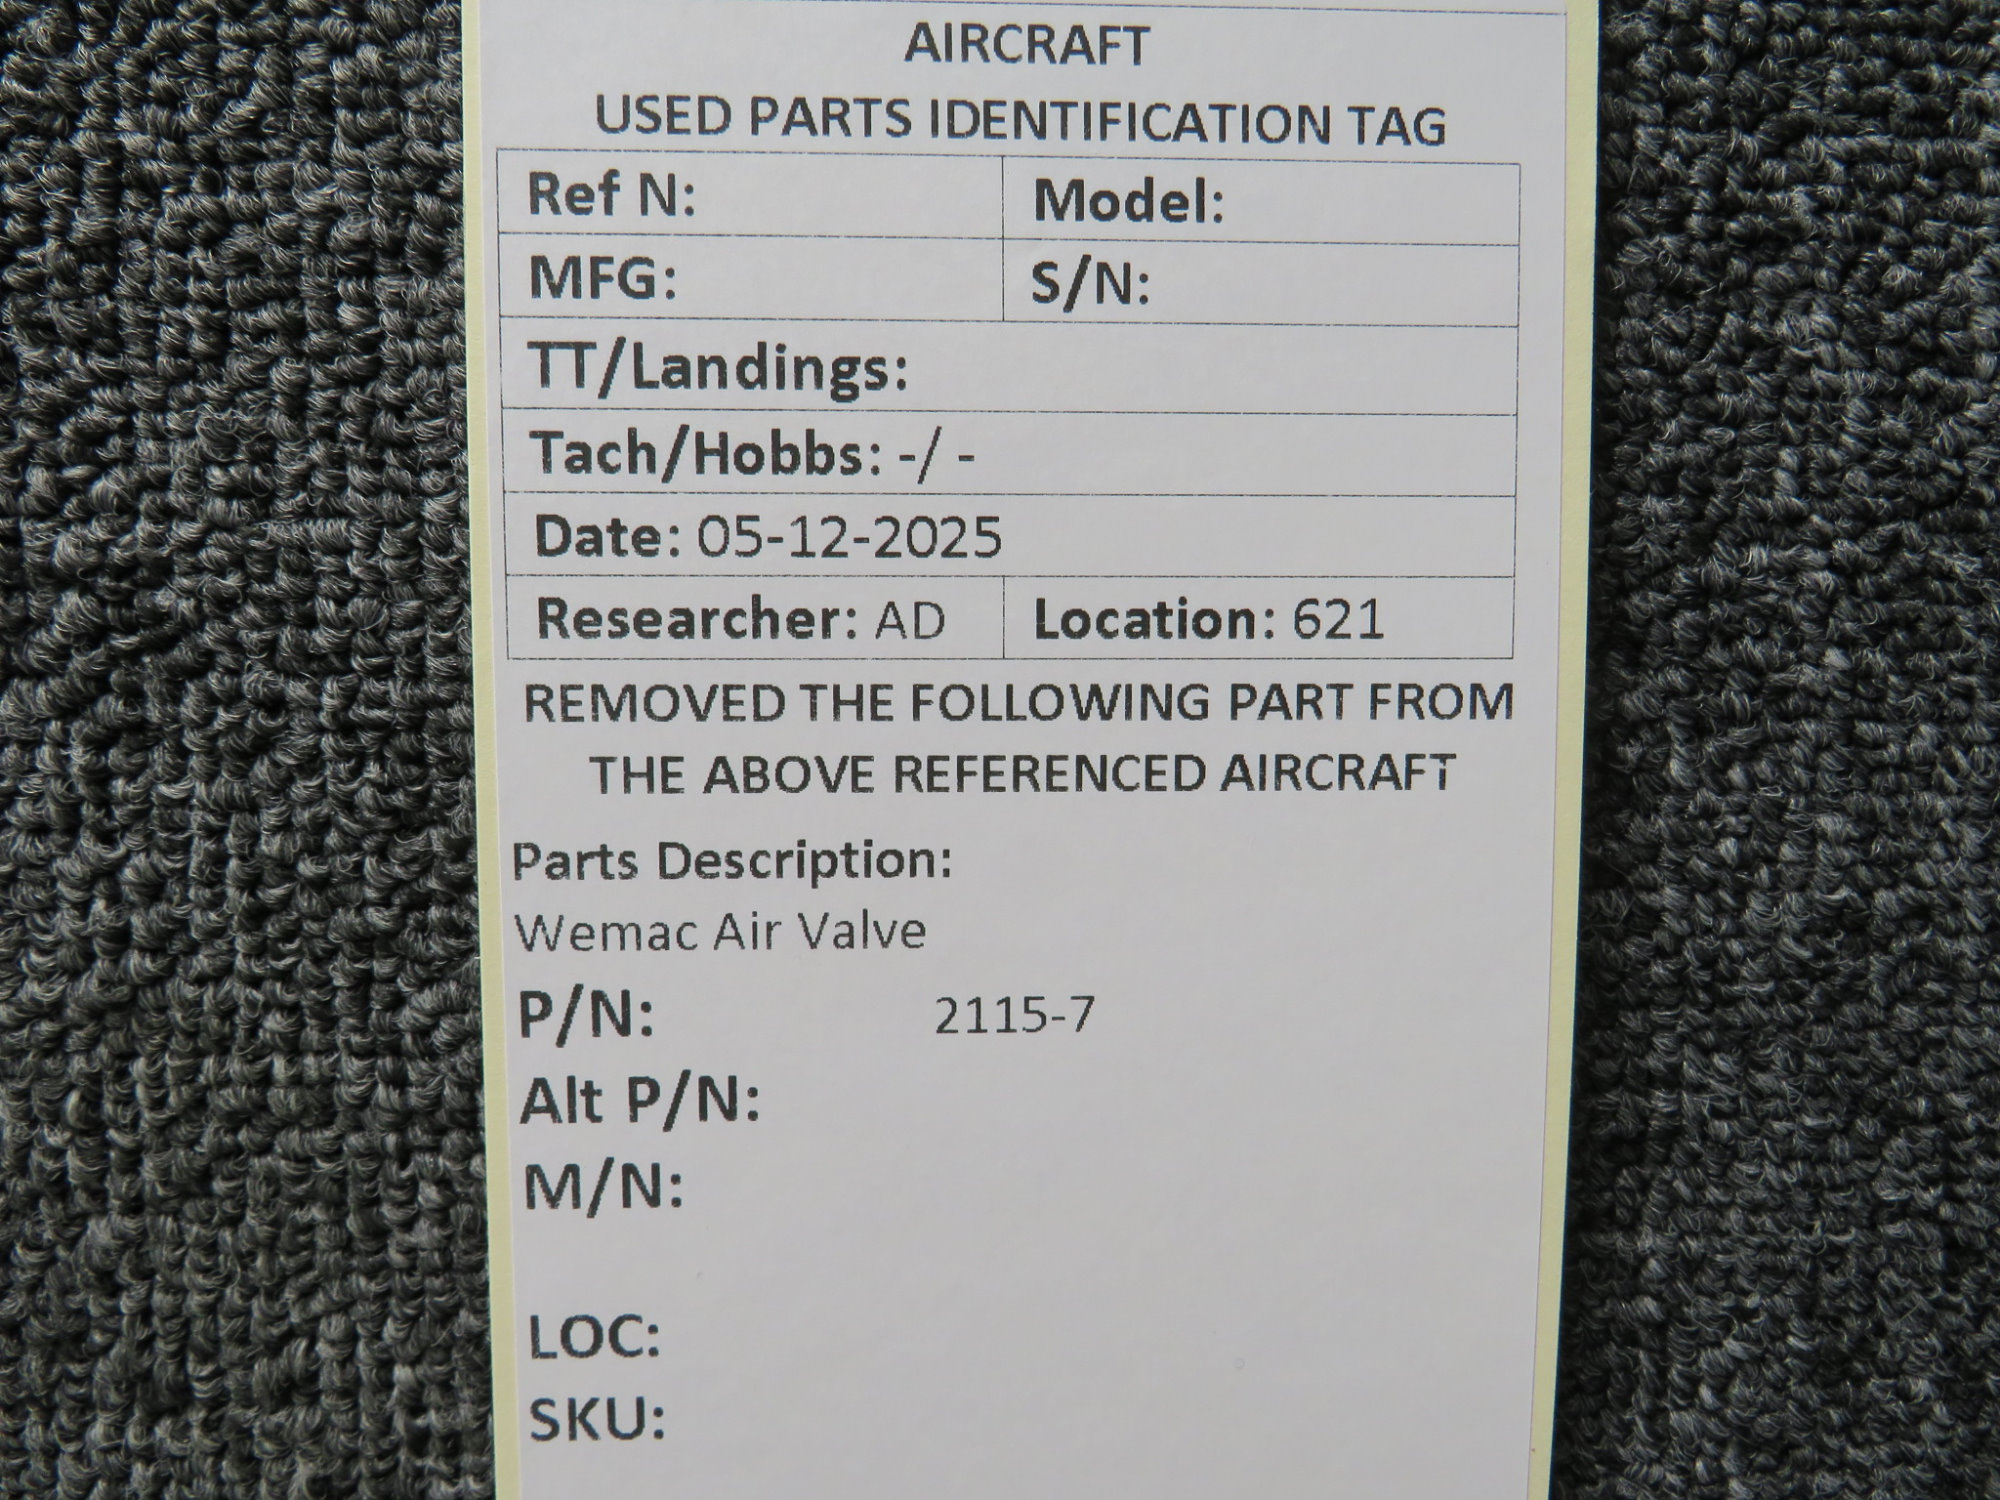 AIRCRAFT
USED PARTS IDENTIFICATION TAG
Ref N: Model:
MFG: S/N:
TT/Landings:
Tach/Hobbs: -/ -
Date: 05-12-2025
Researcher: AD Location: 621
REMOVED THE FOLLOWING PART FROM
THE ABOVE REFERENCED AIRCRAFT
Parts Description:
Wemac Air Valve
P/N: 2115-7
Alt P/N:
M/N:
LOC:
SKU: